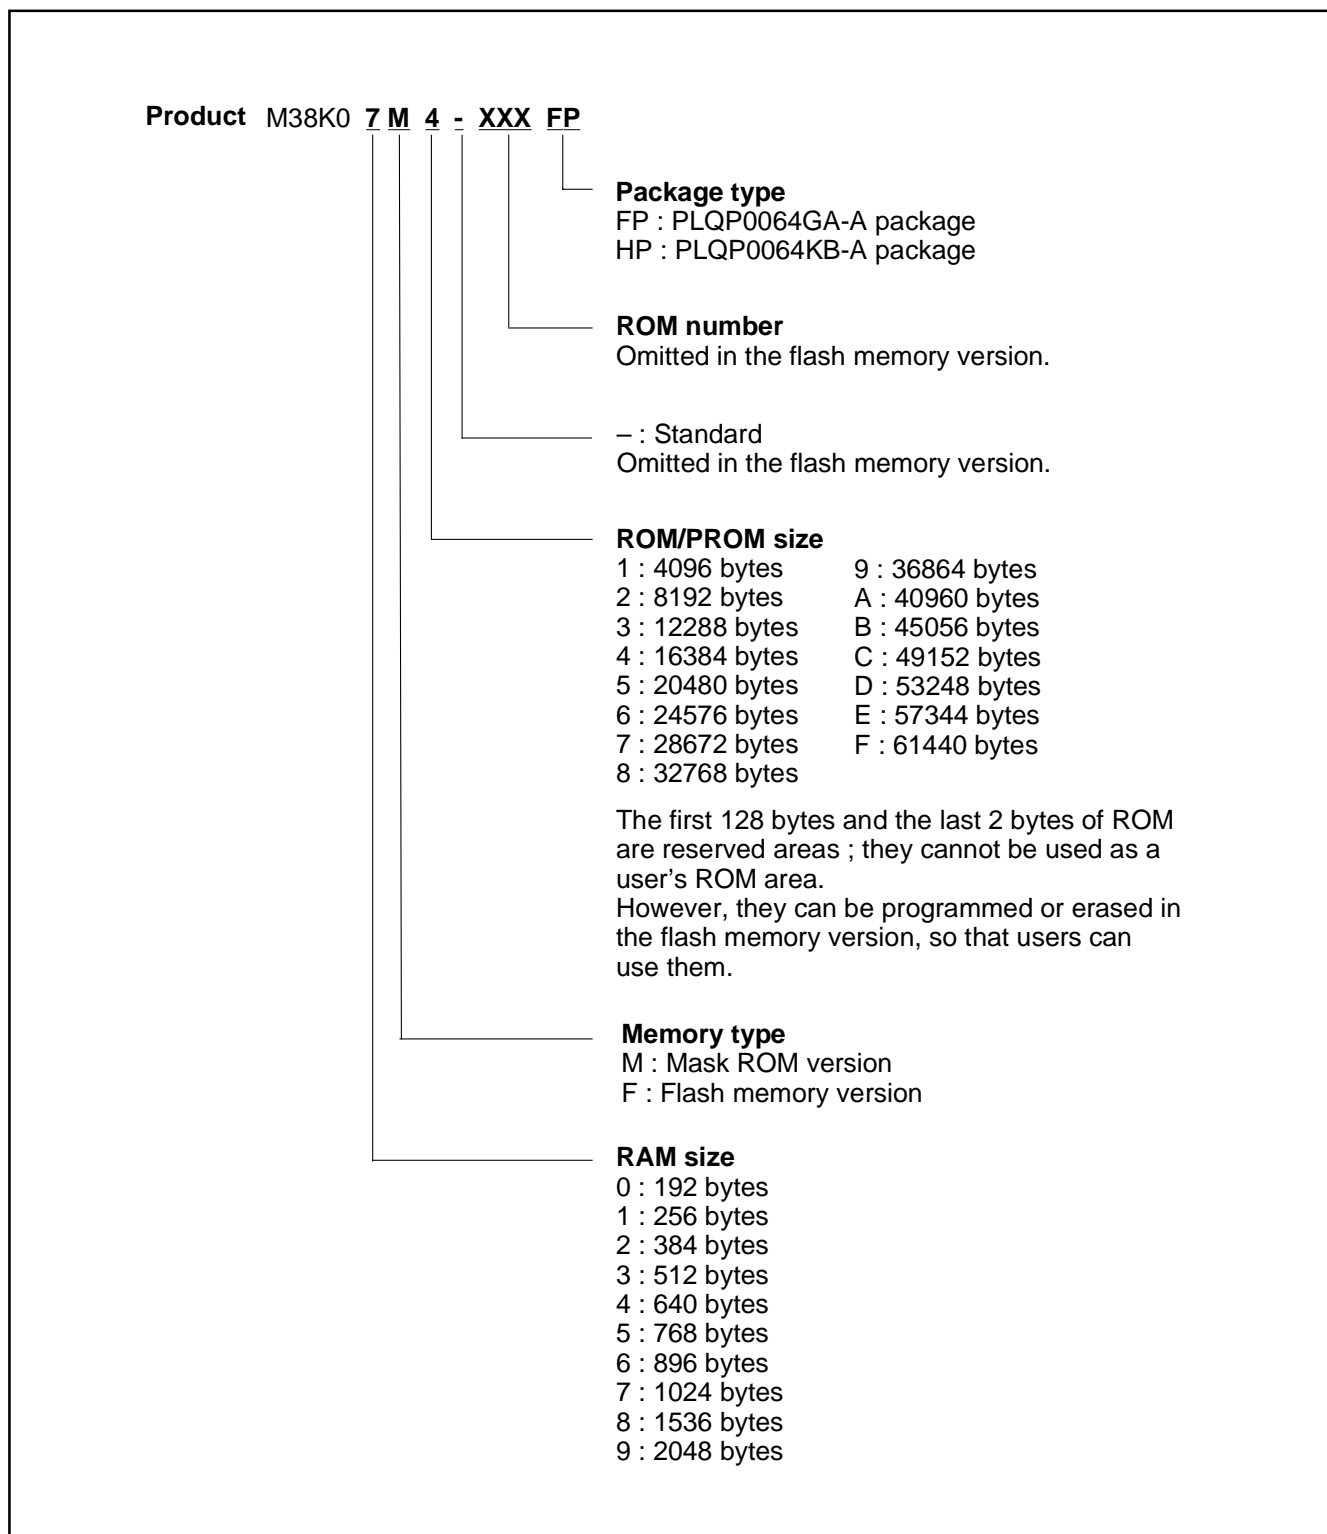 Product M38K0 7 M 4 - XXX FP
Package type
FP : PLQP0064GA-A package
HP : PLQP0064KB-A package
ROM number
Omitted in the flash memory version.
– : Standard
Omitted in the flash memory version.
ROM/PROM size
1 : 4096 bytes
2 : 8192 bytes
3 : 12288 bytes
4 : 16384 bytes
5 : 20480 bytes
6 : 24576 bytes
7 : 28672 bytes
8 : 32768 bytes
9 : 36864 bytes
A : 40960 bytes
B : 45056 bytes
C : 49152 bytes
D : 53248 bytes
E : 57344 bytes
F : 61440 bytes
The first 128 bytes and the last 2 bytes of ROM
are reserved areas ; they cannot be used as a
user’s ROM area.
However, they can be programmed or erased in
the flash memory version, so that users can
use them.
Memory type
M : Mask ROM version
F : Flash memory version
RAM size
0 : 192 bytes
1 : 256 bytes
2 : 384 bytes
3 : 512 bytes
4 : 640 bytes
5 : 768 bytes
6 : 896 bytes
7 : 1024 bytes
8 : 1536 bytes
9 : 2048 bytes